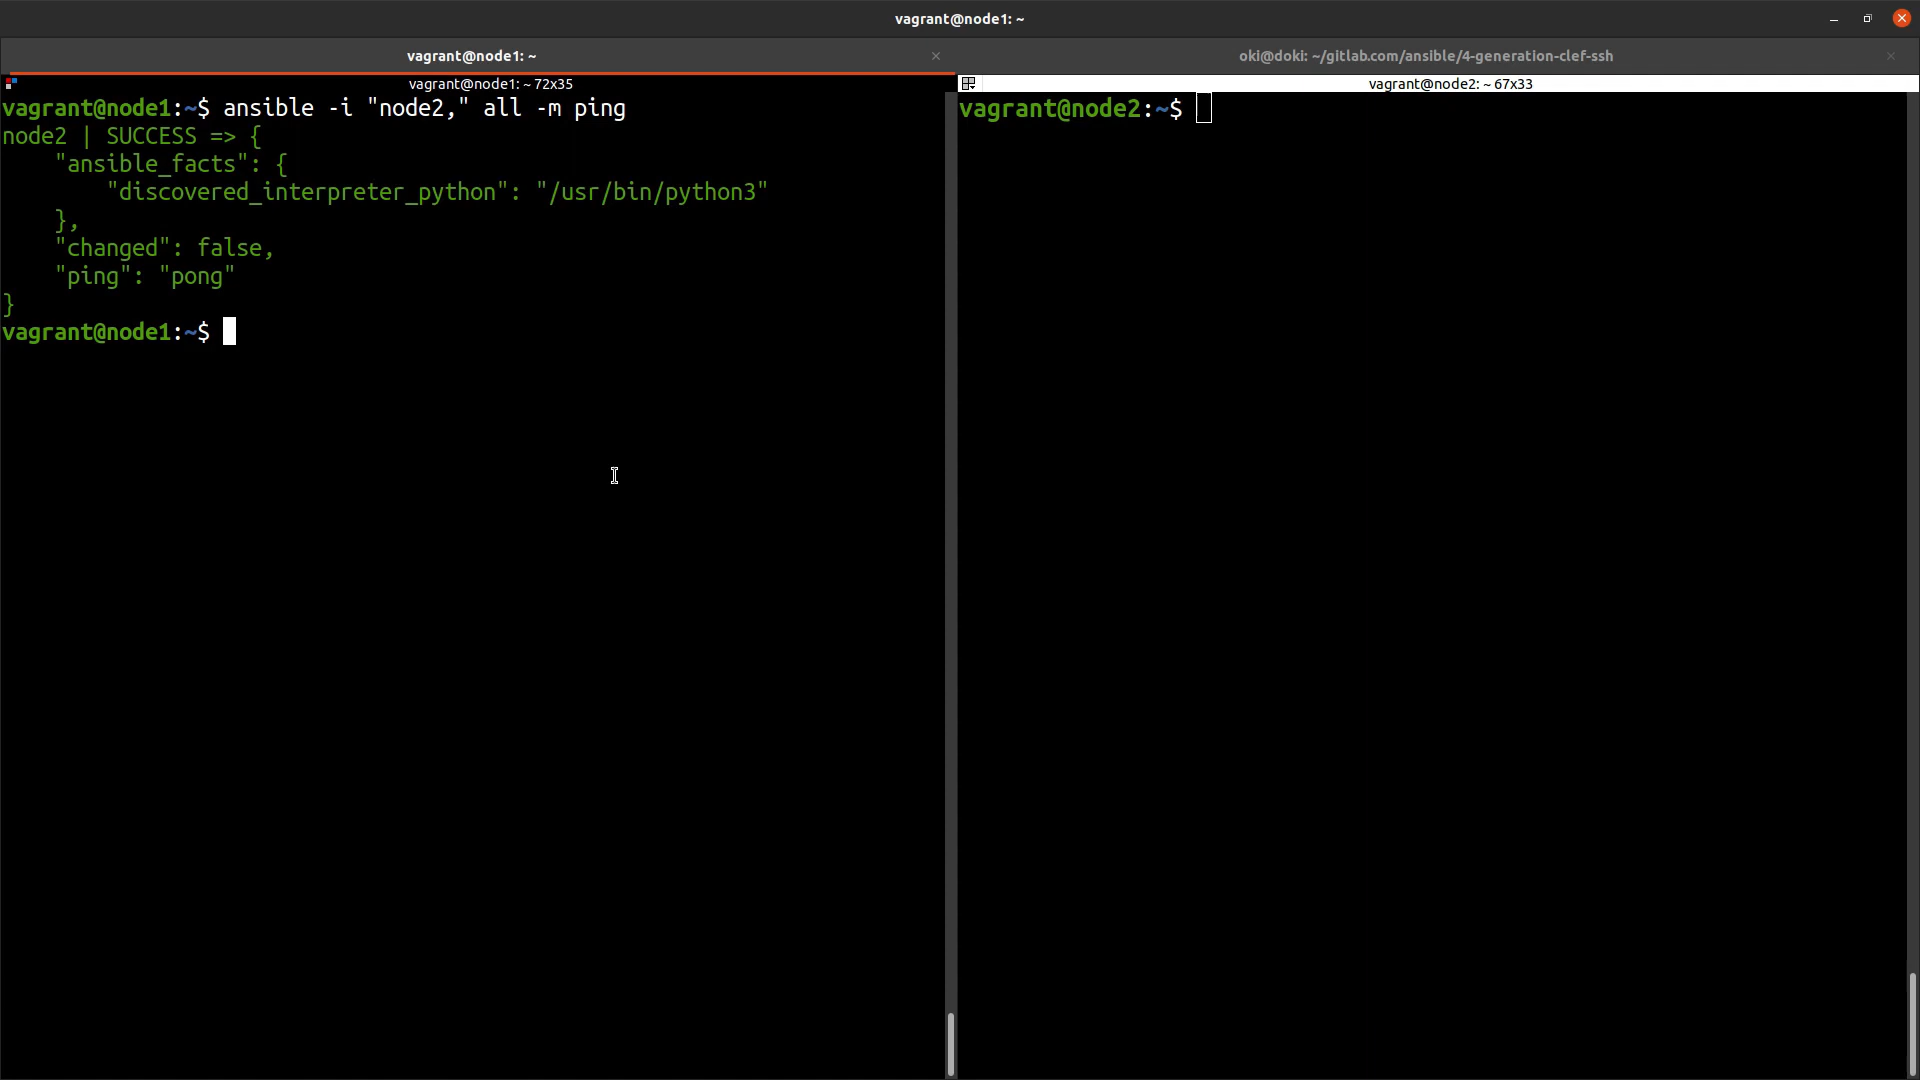 vagrant@node1: ~
vagrant@node1: ~
oki@doki: ~/gitlab.com/ansible/4-generation-clef-ssh
vagrant@node1: ~ 72x35
vagrant@node1:~$ ansible -i "node2," all -m ping
node2 | SUCCESS => {
    "ansible_facts": {
        "discovered_interpreter_python": "/usr/bin/python3"
    },
    "changed": false,
    "ping": "pong"
}
vagrant@node1:~$
vagrant@node2: ~ 67x33
vagrant@node2:~$